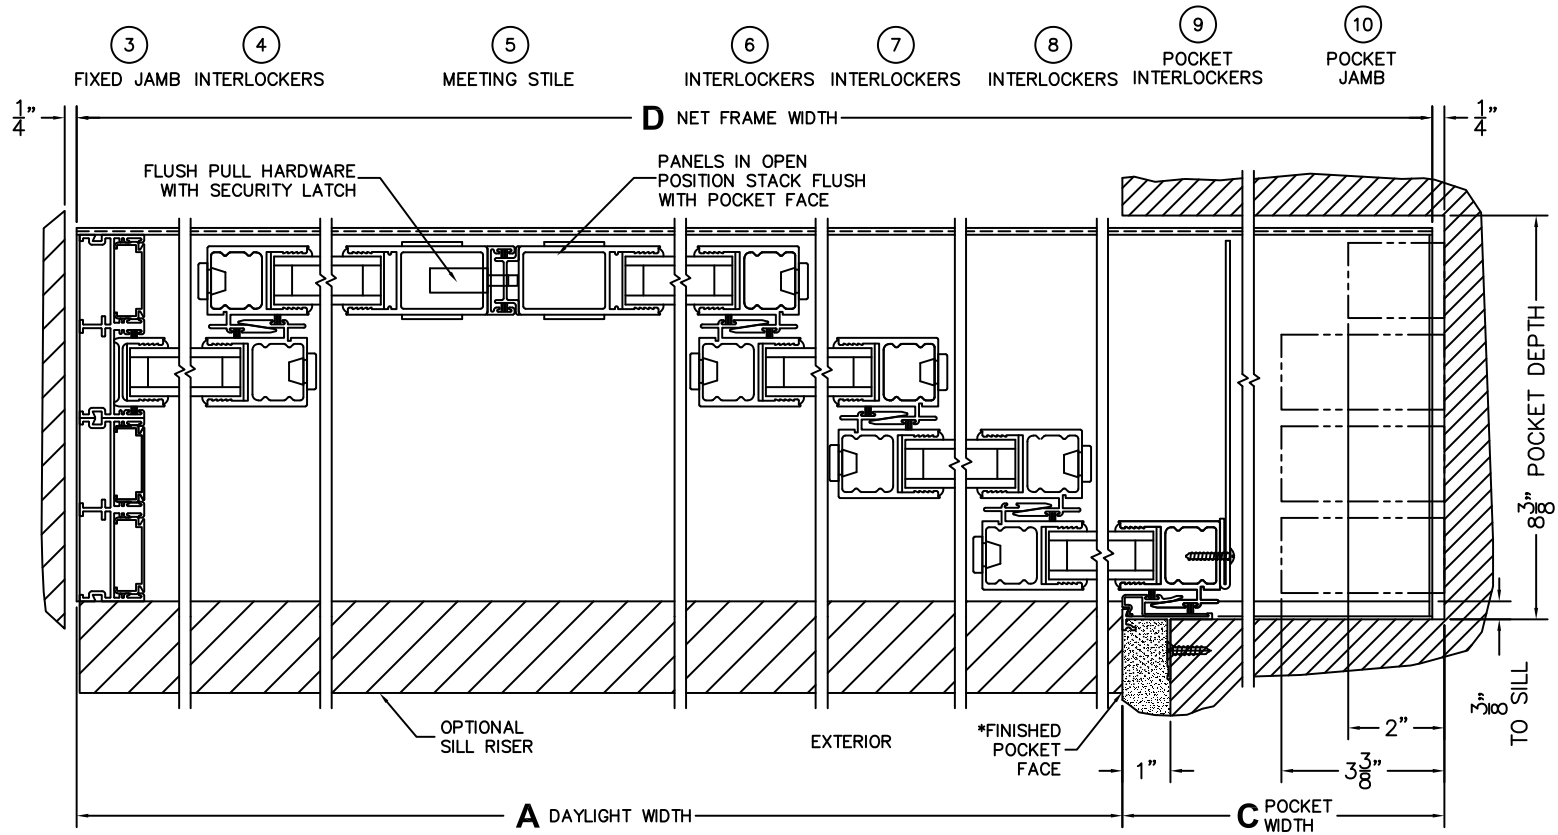 3 4 5 6 7 8 9 10
FIXED JAMB INTERLOCKERS MEETING STILE INTERLOCKERS INTERLOCKERS INTERLOCKERS
POCKET
INTERLOCKERS
POCKET
JAMB
1/4"
D NET FRAME WIDTH
1/4"
FLUSH PULL HARDWARE
WITH SECURITY LATCH
PANELS IN OPEN
POSITION STACK FLUSH
WITH POCKET FACE
8 3/8" POCKET DEPTH
3/8"
TO SILL
OPTIONAL
SILL RISER
EXTERIOR
*FINISHED
POCKET
FACE
1"
2"
3 3/8"
A DAYLIGHT WIDTH
C POCKET
WIDTH